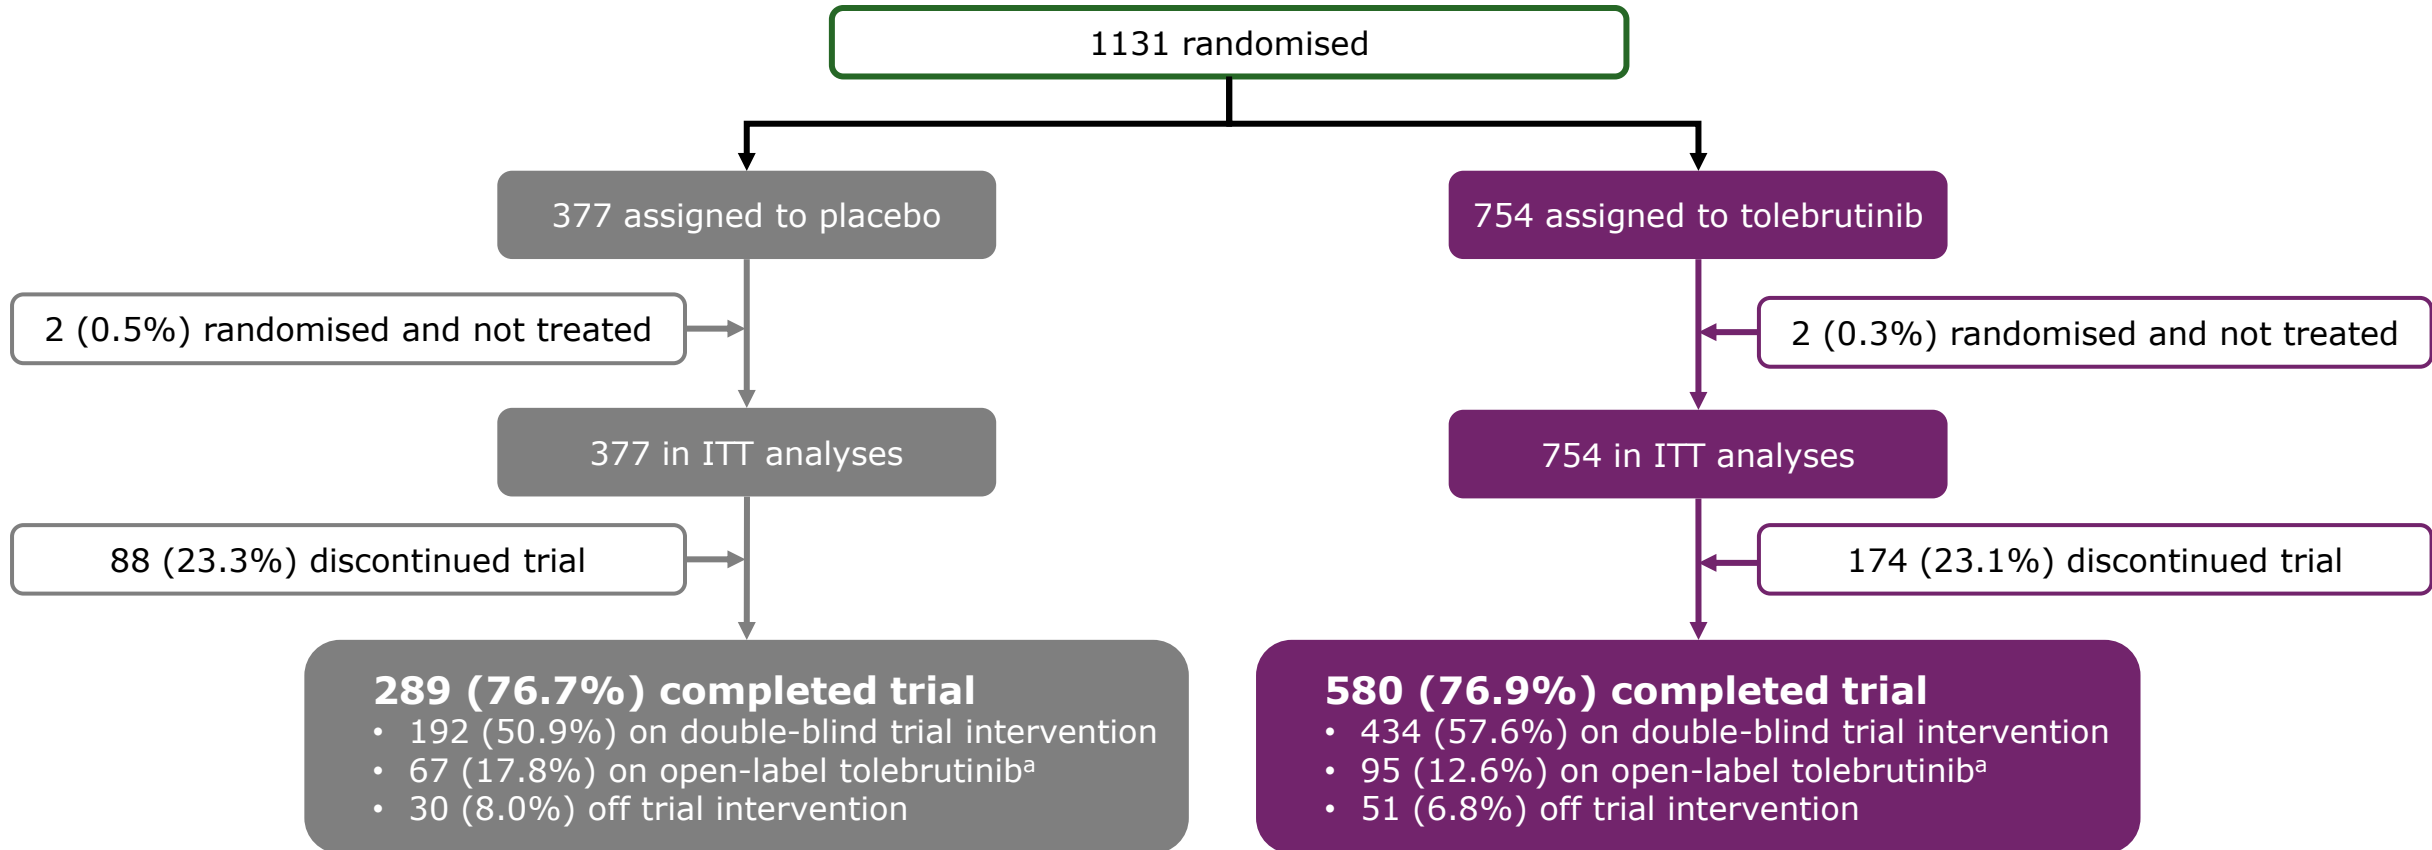 1131 randomised
377 assigned to placebo
754 assigned to tolebrutinib
2 (0.5%) randomised and not treated
2 (0.3%) randomised and not treated
377 in ITT analyses
754 in ITT analyses
88 (23.3%) discontinued trial
174 (23.1%) discontinued trial
289 (76.7%) completed trial
• 192 (50.9%) on double-blind trial intervention
• 67 (17.8%) on open-label tolebrutinibᵃ
• 30 (8.0%) off trial intervention
580 (76.9%) completed trial
• 434 (57.6%) on double-blind trial intervention
• 95 (12.6%) on open-label tolebrutinibᵃ
• 51 (6.8%) off trial intervention